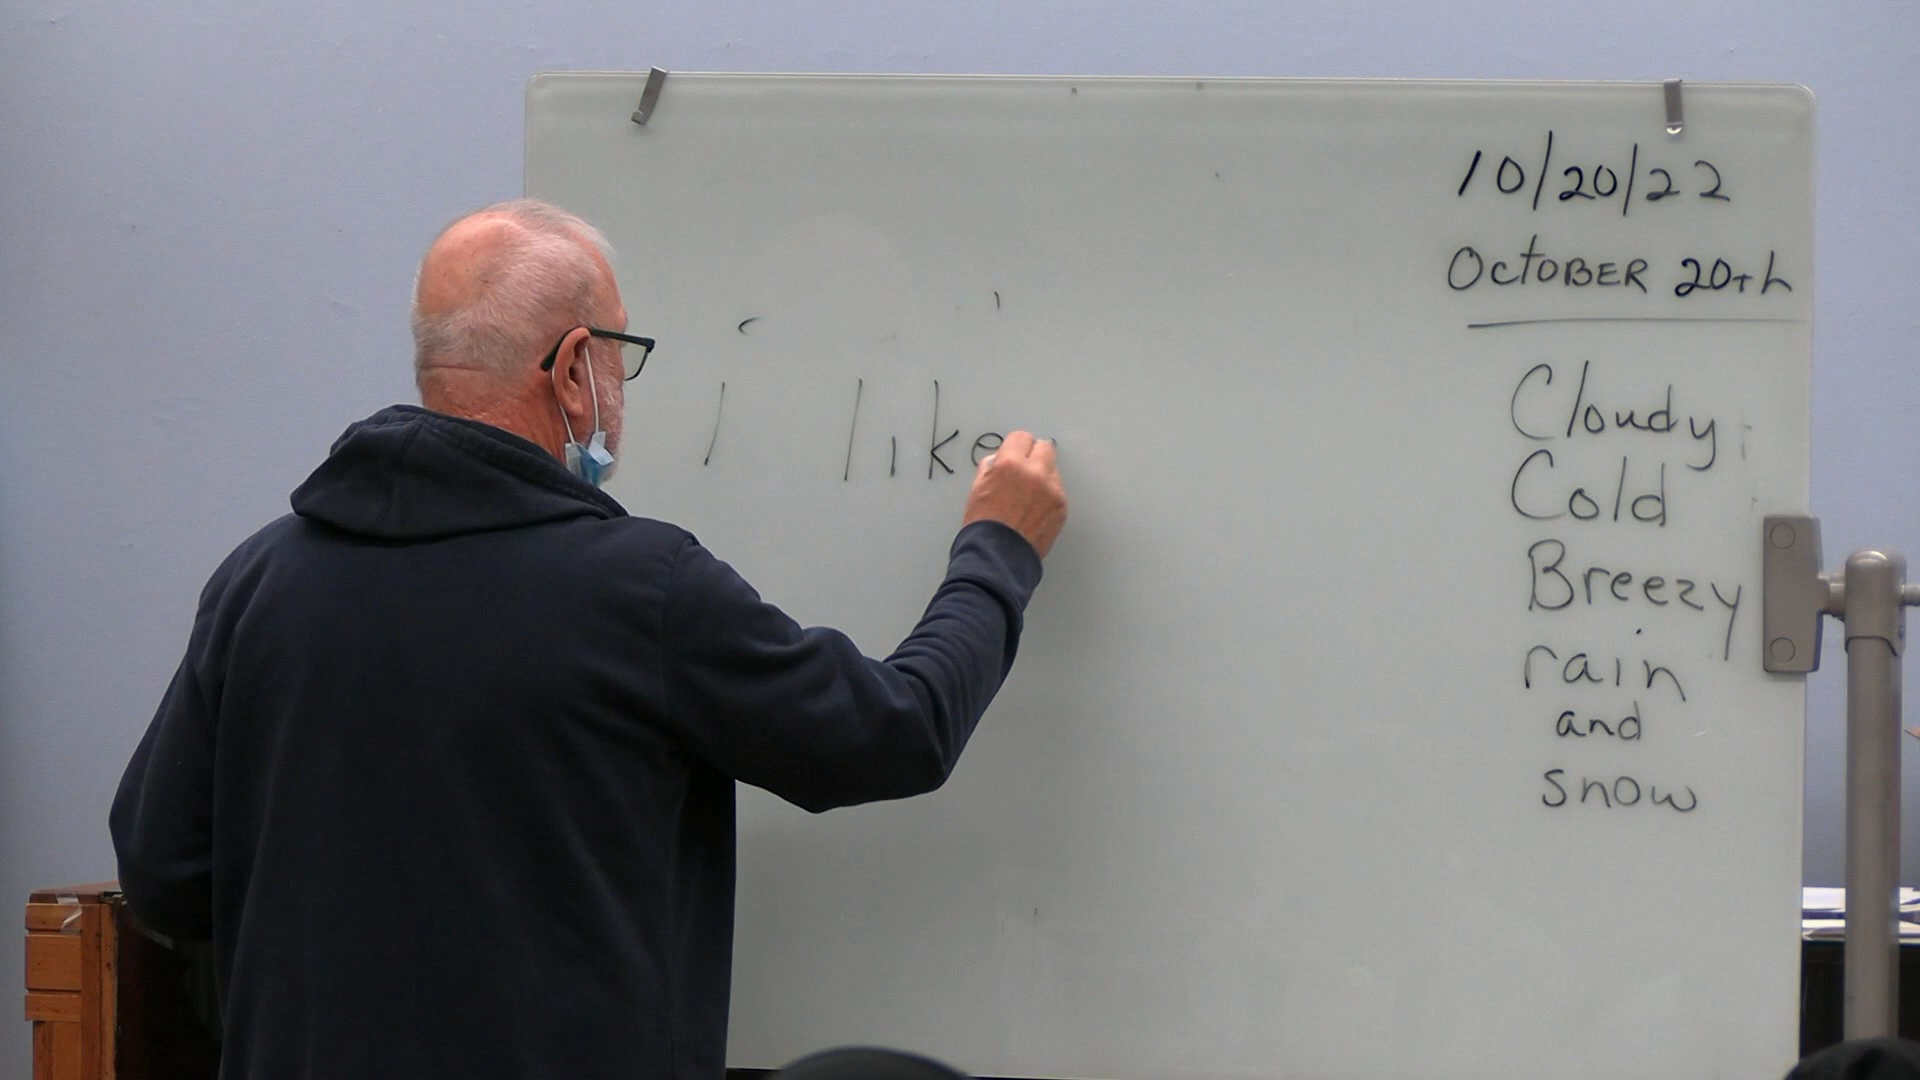 I like
10/20/22
OCTOBER 20th
Cloudy
Cold
Breezy
rain
and
snow